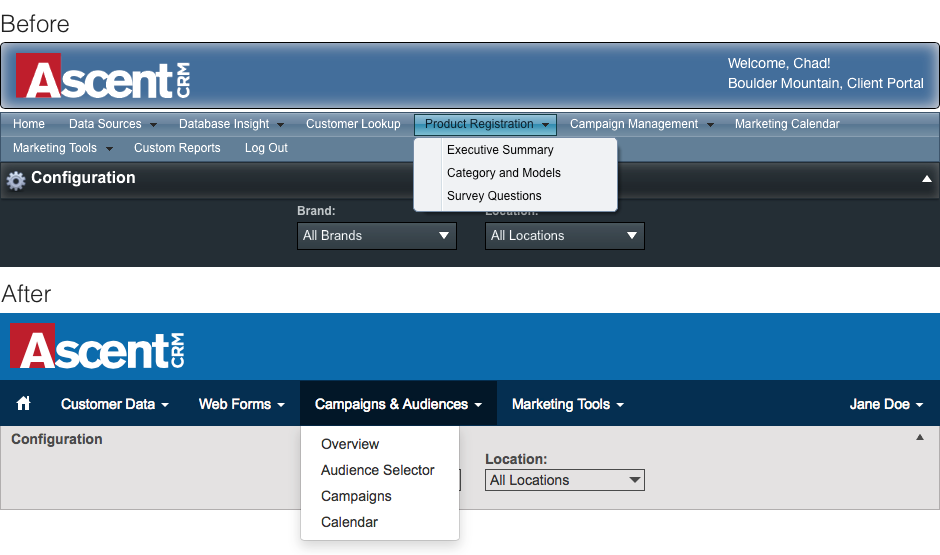 Before
Ascent CRM
Welcome, Chad!
Boulder Mountain, Client Portal
Home Data Sources Database Insight Customer Lookup Product Registration Campaign Management Marketing Calendar
Marketing Tools Custom Reports Log Out
Executive Summary
Category and Models
Survey Questions
Configuration
Brand: Location:
All Brands All Locations
After
Ascent CRM
Customer Data Web Forms Campaigns & Audiences Marketing Tools Jane Doe
Configuration
Overview
Audience Selector
Campaigns
Calendar
Location:
All Locations